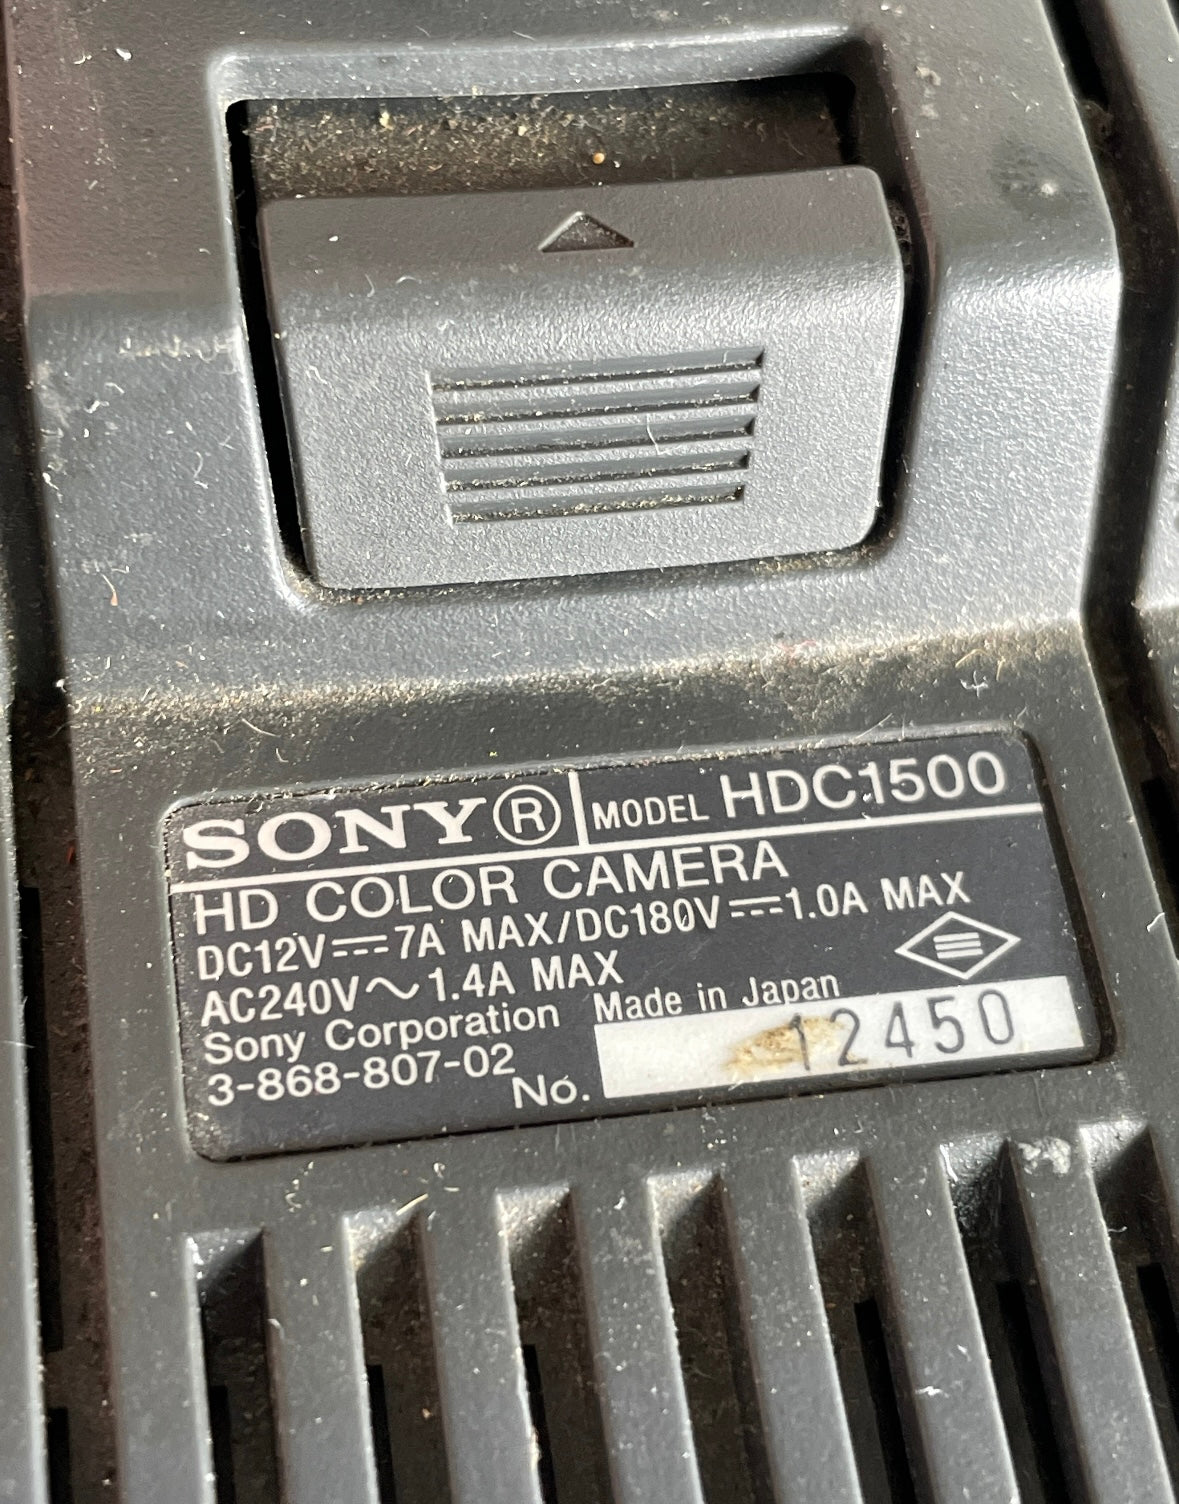 SONY® MODEL HDC1500
HD COLOR CAMERA
DC12V⎓7A MAX/DC180V⎓1.0A MAX
AC240V～1.4A MAX
Sony Corporation Made in Japan
3-868-807-02 No. 12450